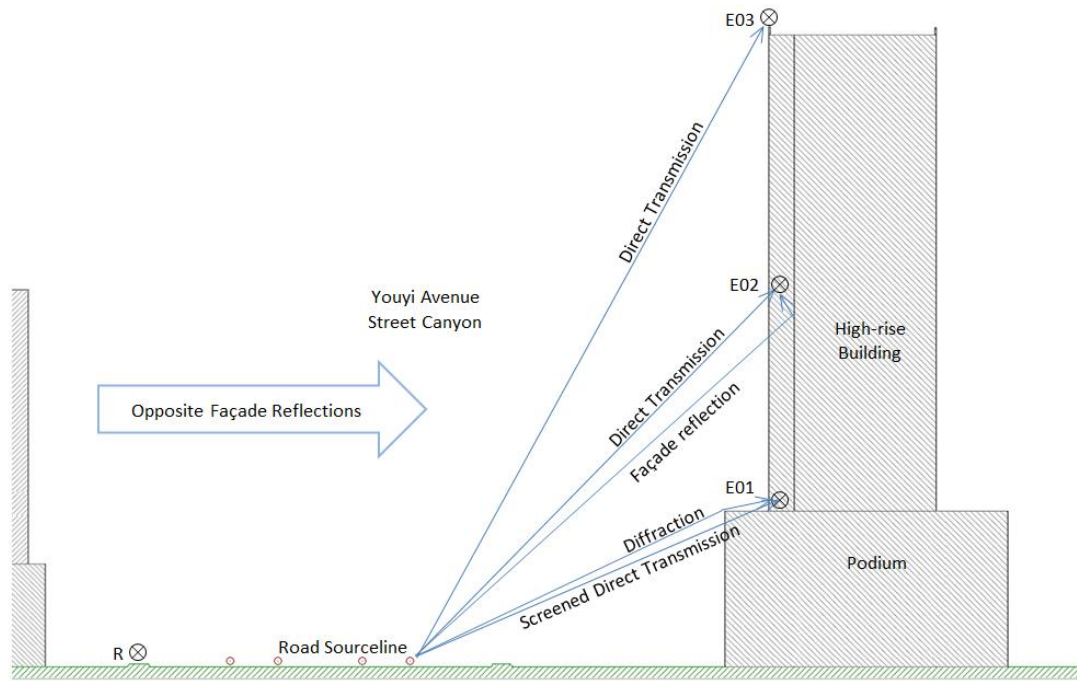 E03
Direct Transmission
Youyi Avenue
Street Canyon
E02
High-rise
Building
Opposite Façade Reflections
Direct Transmission
Façade reflection
E01
Diffraction
Screened Direct Transmission
Podium
Road Sourceline
R